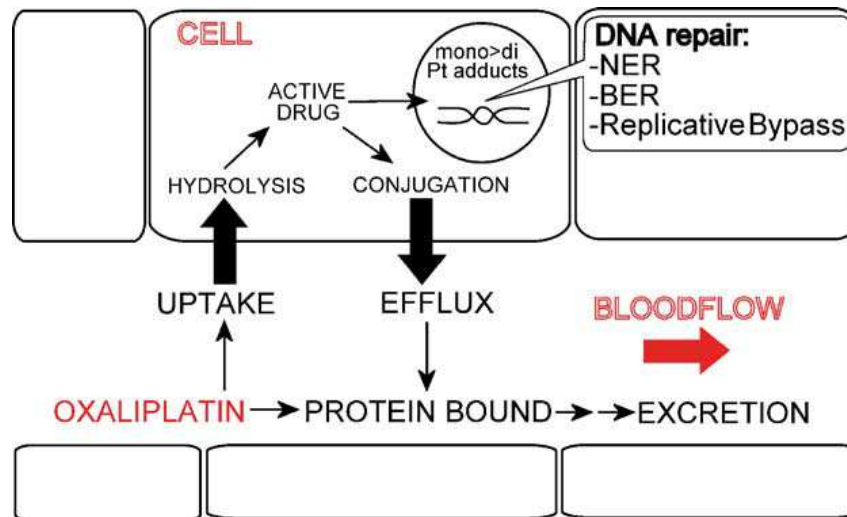 CELL
mono>di
Pt adducts
DNA repair:
-NER
-BER
-Replicative Bypass
ACTIVE
DRUG
HYDROLYSIS
CONJUGATION
UPTAKE
EFFLUX
BLOODFLOW
OXALIPLATIN
PROTEIN BOUND
EXCRETION